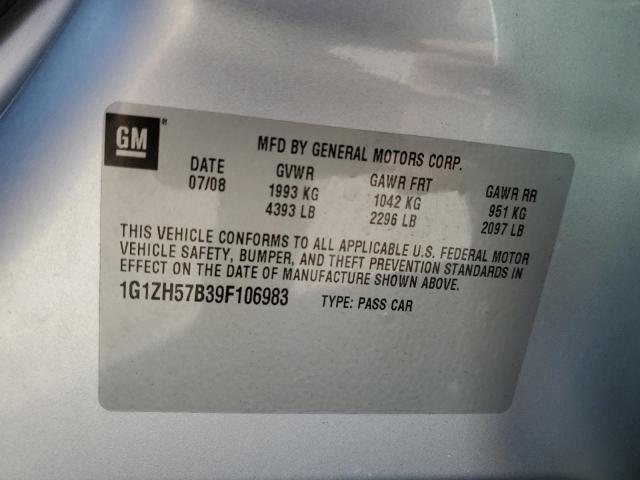 GM
MFD BY GENERAL MOTORS CORP.
DATE GVWR GAWR FRT GAWR RR
07/08 1993 KG 1042 KG 951 KG
4393 LB 2296 LB 2097 LB
THIS VEHICLE CONFORMS TO ALL APPLICABLE U.S. FEDERAL MOTOR
VEHICLE SAFETY, BUMPER, AND THEFT PREVENTION STANDARDS IN
EFFECT ON THE DATE OF MANUFACTURE SHOWN ABOVE.
1G1ZH57B39F106983 TYPE: PASS CAR